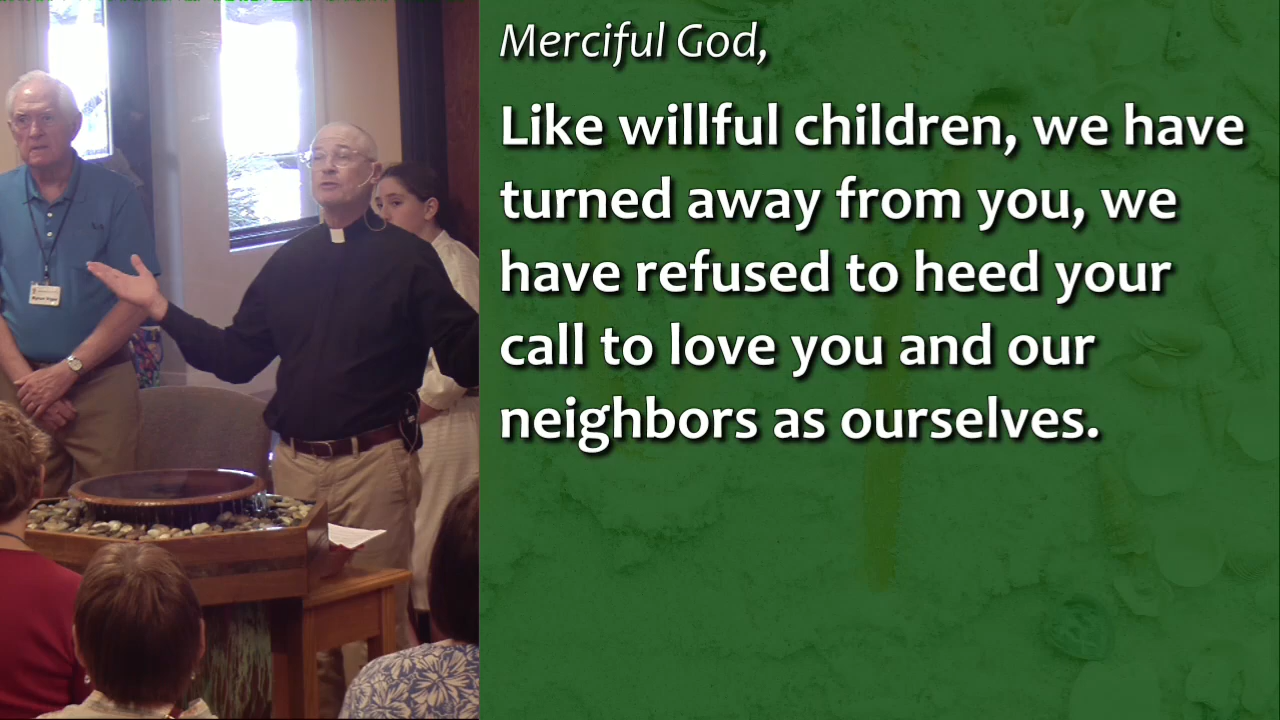 Merciful God,
Like willful children, we have
turned away from you, we
have refused to heed your
call to love you and our
neighbors as ourselves.